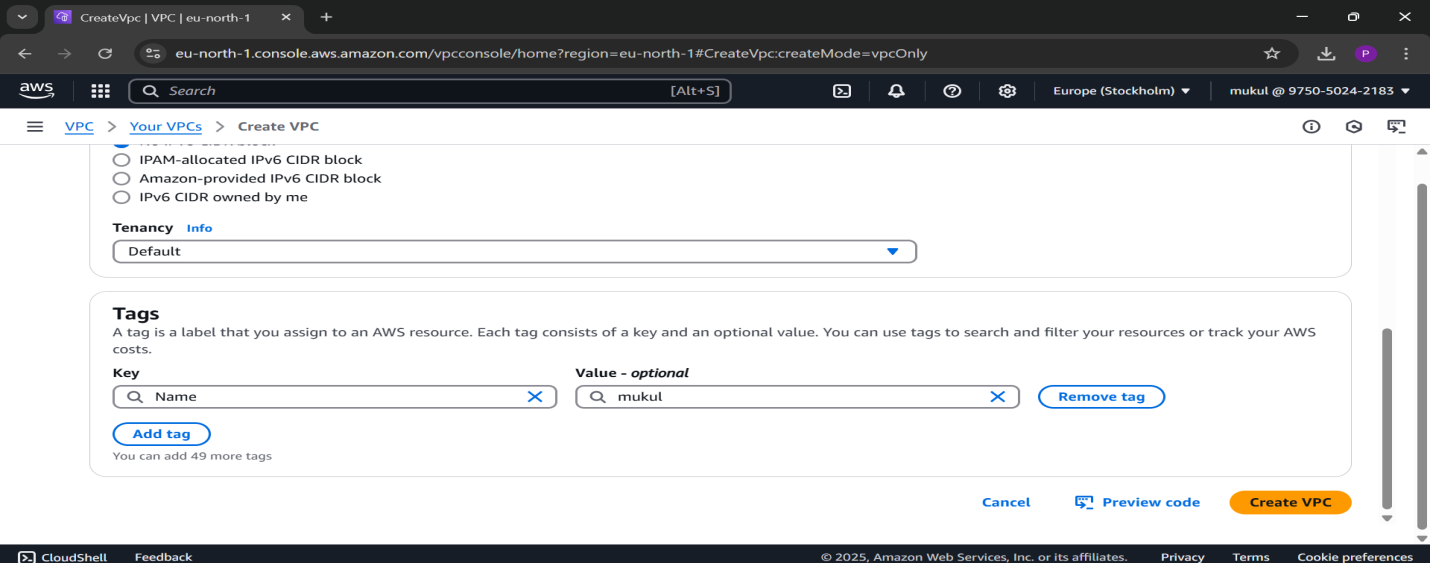 CreateVpc | VPC | eu-north-1
eu-north-1.console.aws.amazon.com/vpcconsole/home?region=eu-north-1#CreateVpc:createMode=vpcOnly
P
aws
Search [Alt+S]
Europe (Stockholm)
mukul @ 9750-5024-2183
VPC > Your VPCs > Create VPC
IPAM-allocated IPv6 CIDR block
Amazon-provided IPv6 CIDR block
IPv6 CIDR owned by me
Tenancy Info
Default
Tags
A tag is a label that you assign to an AWS resource. Each tag consists of a key and an optional value. You can use tags to search and filter your resources or track your AWS
costs.
Key
Value - optional
Name
mukul
Remove tag
Add tag
You can add 49 more tags
Cancel
Preview code
Create VPC
CloudShell
Feedback
© 2025, Amazon Web Services, Inc. or its affiliates.
Privacy
Terms
Cookie preferences